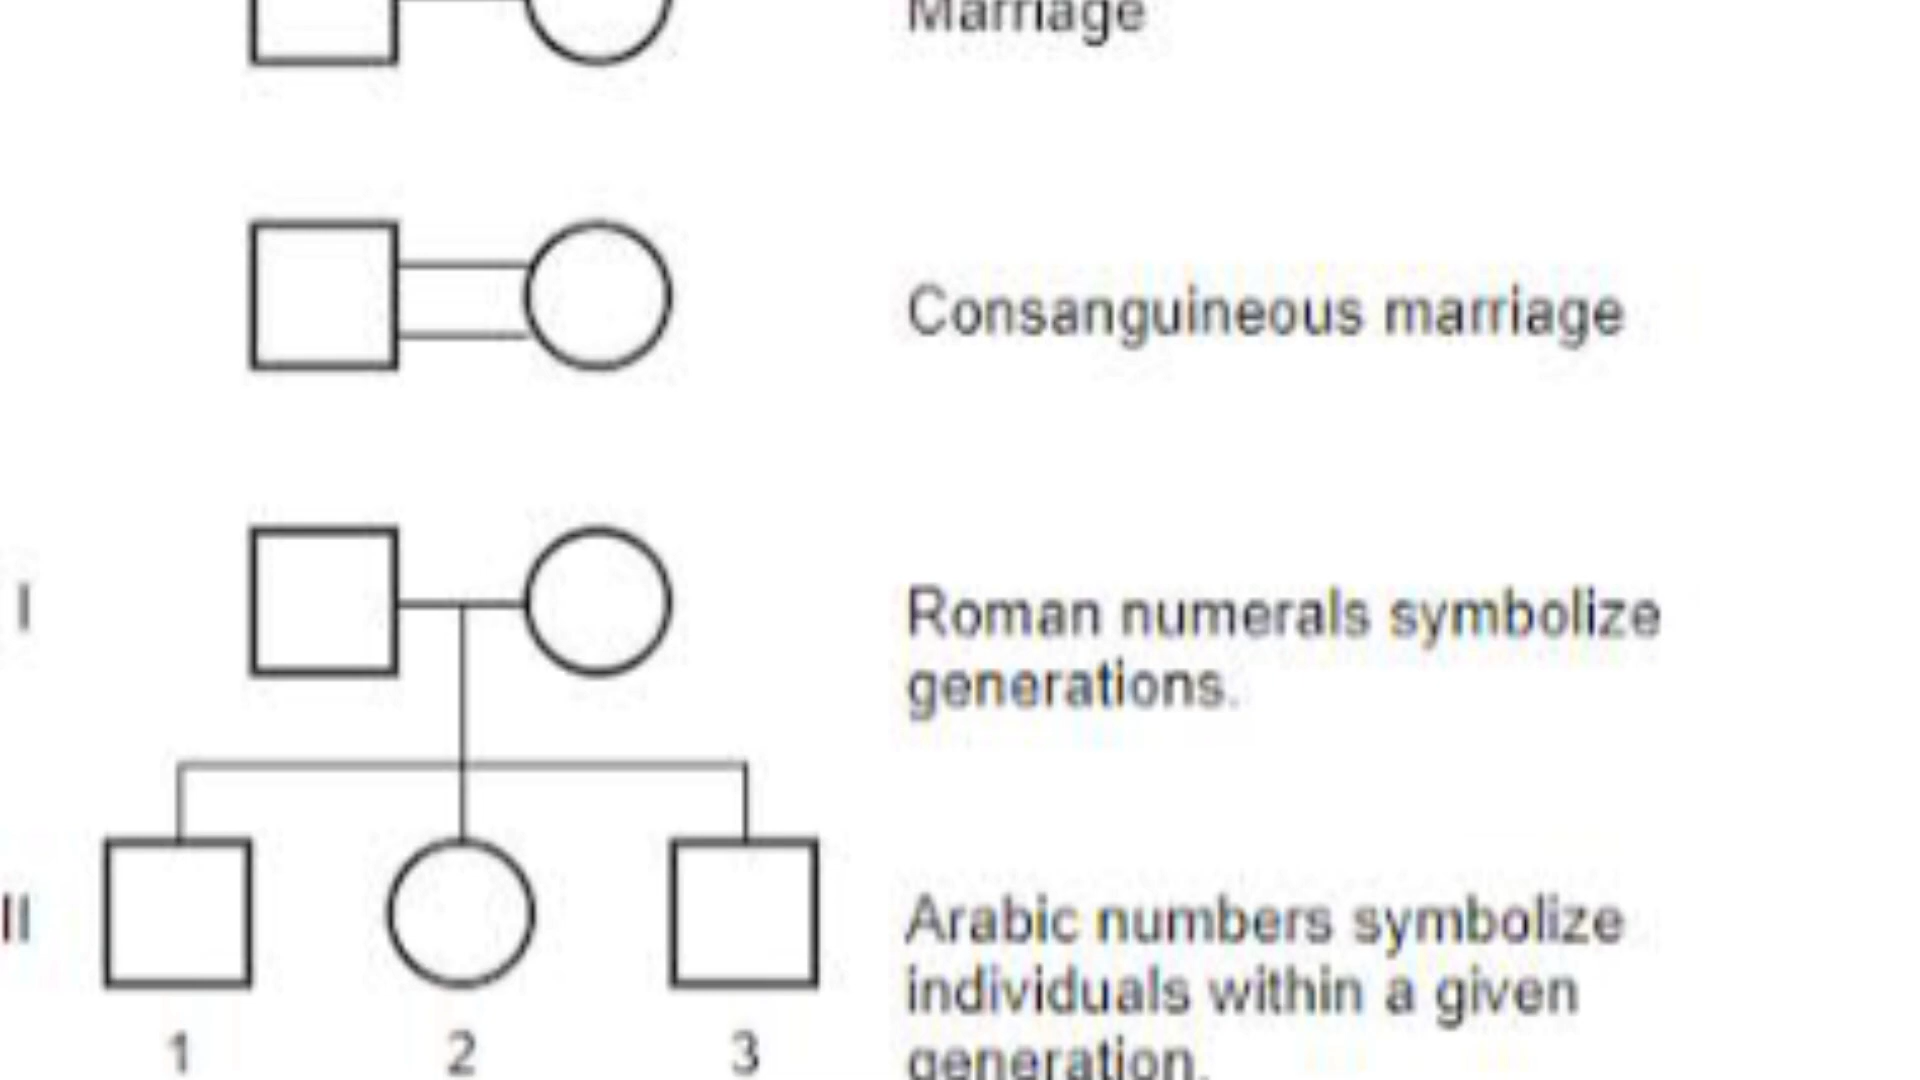 Marriage
Consanguineous marriage
I
Roman numerals symbolize
generations.
II
Arabic numbers symbolize
individuals within a given
generation.
1 2 3